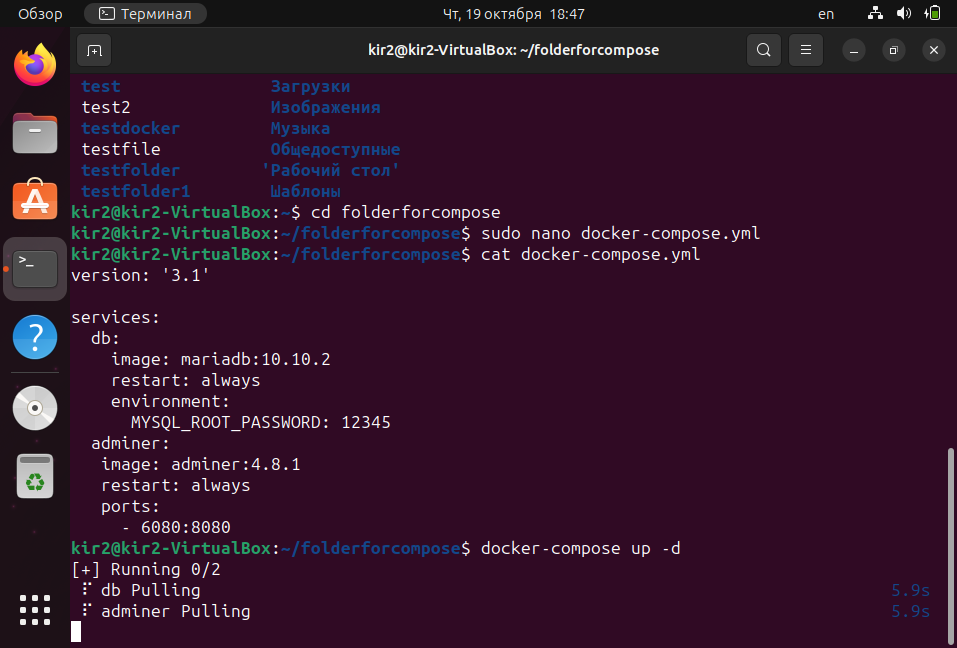 Обзор Терминал Чт, 19 октября 18:47 en
kir2@kir2-VirtualBox: ~/folderforcompose
test Загрузки
test2 Изображения
testdocker Музыка
testfile Общедоступные
testfolder 'Рабочий стол'
testfolder1 Шаблоны
kir2@kir2-VirtualBox:~$ cd folderforcompose
kir2@kir2-VirtualBox:~/folderforcompose$ sudo nano docker-compose.yml
kir2@kir2-VirtualBox:~/folderforcompose$ cat docker-compose.yml
version: '3.1'
services:
db:
image: mariadb:10.10.2
restart: always
environment:
MYSQL_ROOT_PASSWORD: 12345
adminer:
image: adminer:4.8.1
restart: always
ports:
- 6080:8080
kir2@kir2-VirtualBox:~/folderforcompose$ docker-compose up -d
[+] Running 0/2
⠏ db Pulling 5.9s
⠏ adminer Pulling 5.9s